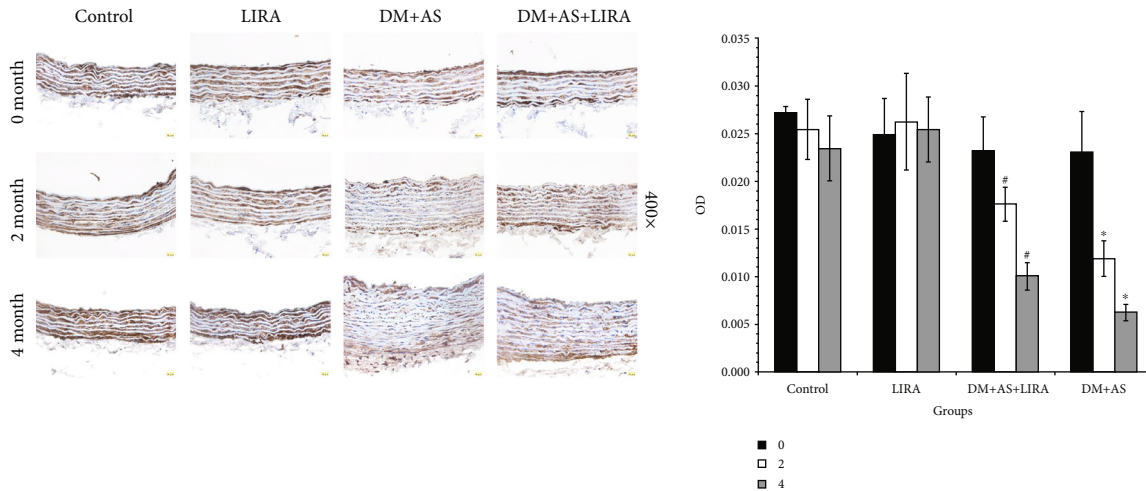 Control LIRA DM+AS DM+AS+LIRA
0 month
2 month
4 month
400×
0.035
0.030
0.025
0.020
0.015
0.010
0.005
0.000
OD
# # * *
Control LIRA DM+AS+LIRA DM+AS
Groups
0
2
4